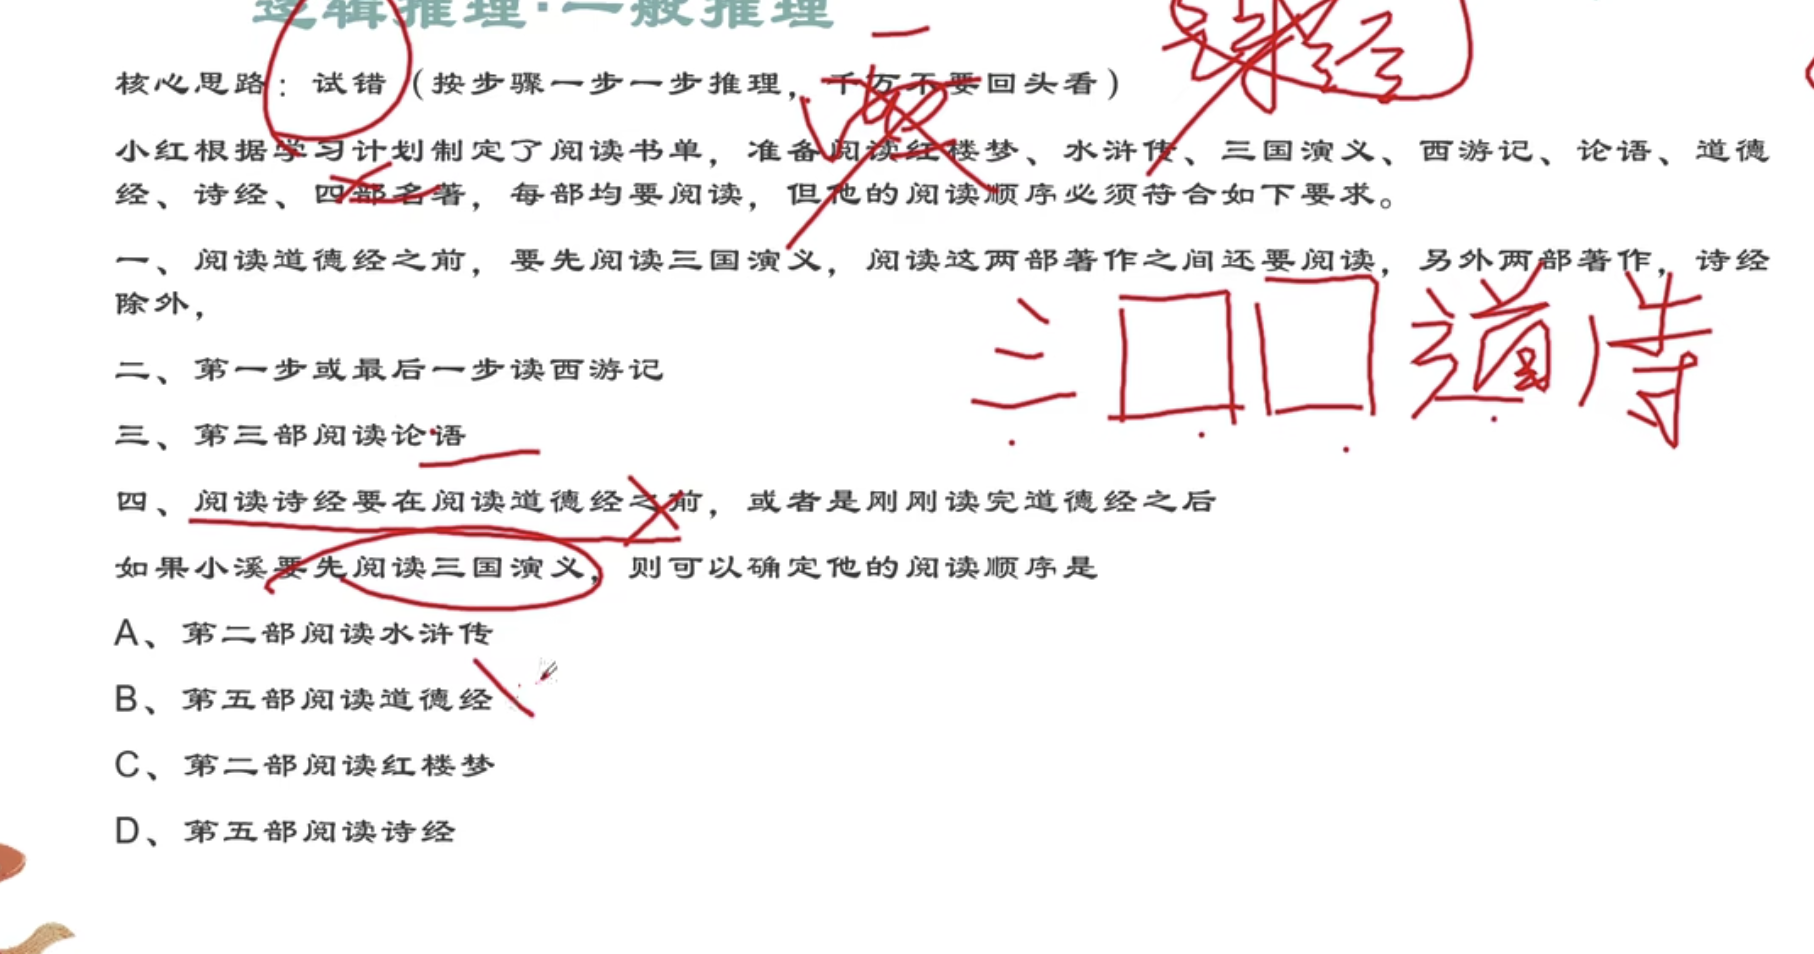 逻辑推理·一般推理
核心思路：试错（按步骤一步一步推理，千万不要回头看）
小红根据学习计划制定了阅读书单，准备阅读红楼梦、水浒传、三国演义、西游记、论语、道德
经、诗经、四部名著，每部均要阅读，但他的阅读顺序必须符合如下要求。
一、阅读道德经之前，要先阅读三国演义，阅读这两部著作之间还要阅读，另外两部著作，诗经
除外，
三 道 诗
二、第一步或最后一步读西游记
三、第三部阅读论语
四、阅读诗经要在阅读道德经之前，或者是刚刚读完道德经之后
如果小溪要先阅读三国演义，则可以确定他的阅读顺序是
A、第二部阅读水浒传
B、第五部阅读道德经
C、第二部阅读红楼梦
D、第五部阅读诗经